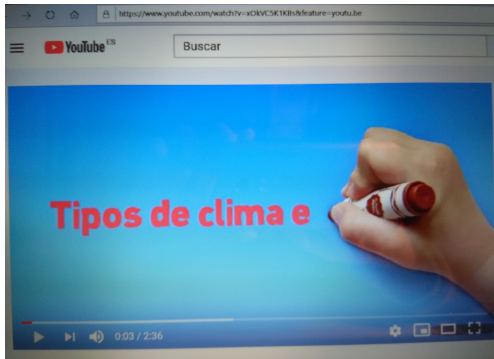 https://www.youtube.com/watch?v=xOkVC5K1KBs&feature=youtu.be
YouTube ES
Buscar
Tipos de clima e
0:03 / 2:36